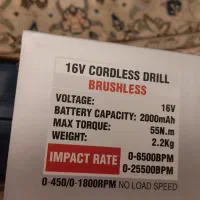 16V CORDLESS DRILL
BRUSHLESS
VOLTAGE: 16V
BATTERY CAPACITY: 2000mAh
MAX TORQUE: 55N.m
WEIGHT: 2.2Kg
IMPACT RATE 0-6500BPM
0-25500BPM
0-450/0-1800RPM NO LOAD SPEED